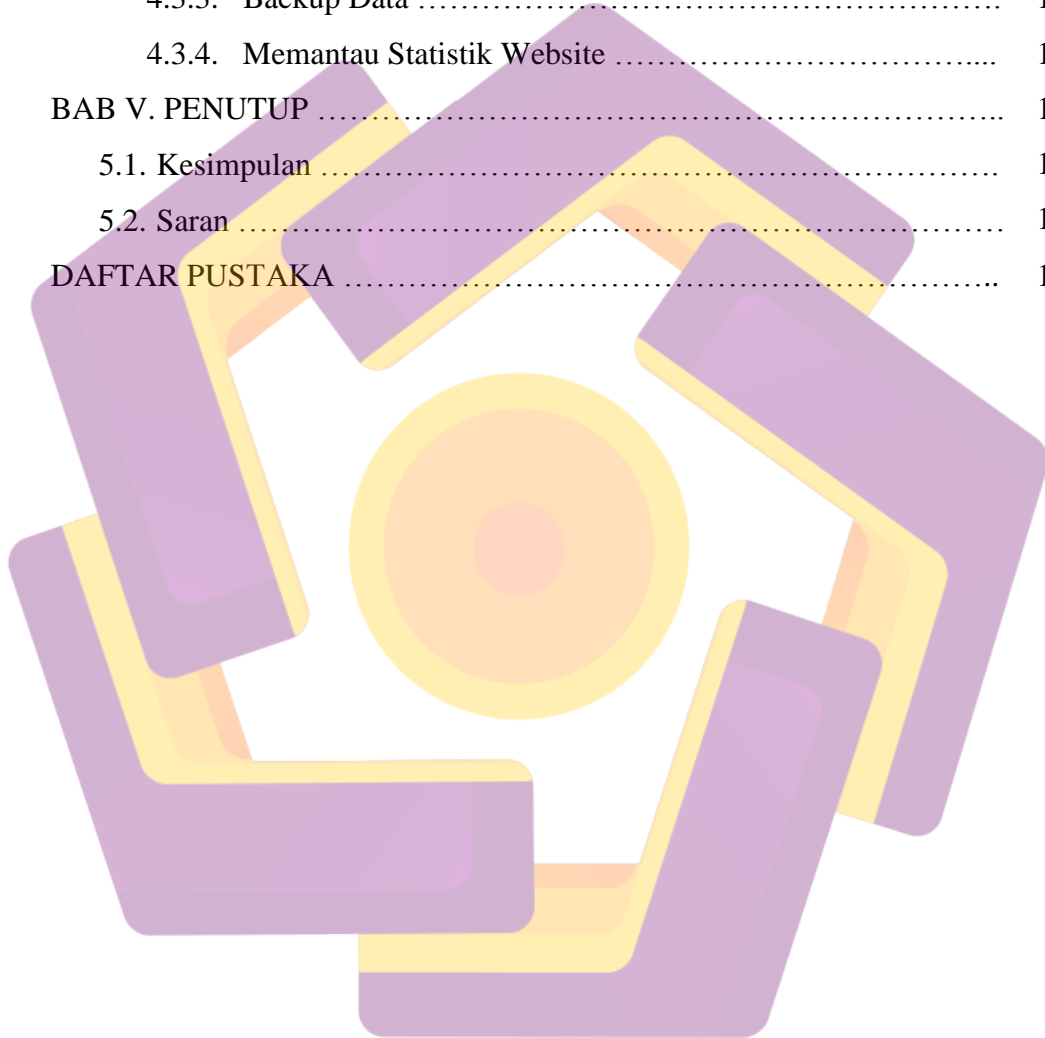 4.3.3. Backup Data ………………………………………………. 1
4.3.4. Memantau Statistik Website ……………………………..... 1
BAB V. PENUTUP ……………………………………………………….. 1
5.1. Kesimpulan ………………………………………………………. 1
5.2. Saran ……………………………………………………………… 1
DAFTAR PUSTAKA …………………………………………………….. 1